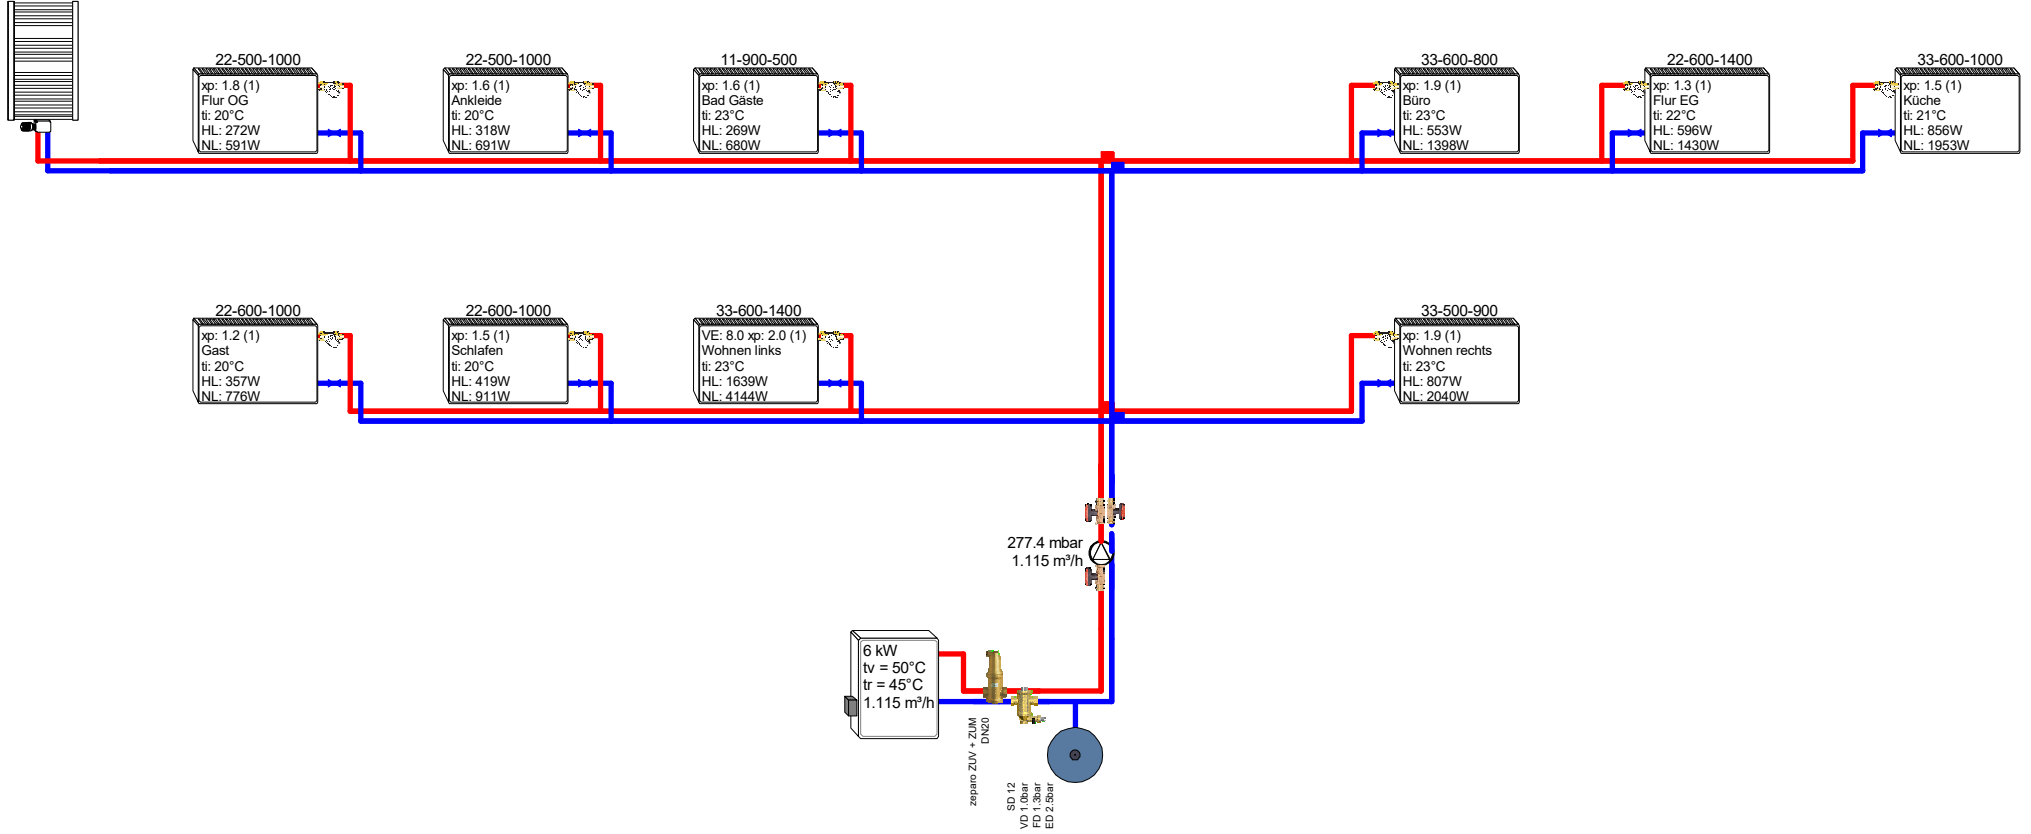 22-500-1000
xp: 1.8 (1)
Flur OG
ti: 20°C
HL: 272W
NL: 591W
22-500-1000
xp: 1.6 (1)
Ankleide
ti: 20°C
HL: 318W
NL: 691W
11-900-500
xp: 1.6 (1)
Bad Gäste
ti: 23°C
HL: 269W
NL: 680W
33-600-800
xp: 1.9 (1)
Büro
ti: 23°C
HL: 553W
NL: 1398W
22-600-1400
xp: 1.3 (1)
Flur EG
ti: 22°C
HL: 596W
NL: 1430W
33-600-1000
xp: 1.5 (1)
Küche
ti: 21°C
HL: 856W
NL: 1953W
22-600-1000
xp: 1.2 (1)
Gast
ti: 20°C
HL: 357W
NL: 776W
22-600-1000
xp: 1.5 (1)
Schlafen
ti: 20°C
HL: 419W
NL: 911W
33-600-1400
VE: 8.0 xp: 2.0 (1)
Wohnen links
ti: 23°C
HL: 1639W
NL: 4144W
33-500-900
xp: 1.9 (1)
Wohnen rechts
ti: 23°C
HL: 807W
NL: 2040W
277.4 mbar
1.115 m³/h
6 kW
tv = 50°C
tr = 45°C
1.115 m³/h
zeparo ZUV + ZUM
DN20
SD 12
VD 1.0bar
FD 1.3bar
ED 2.5bar